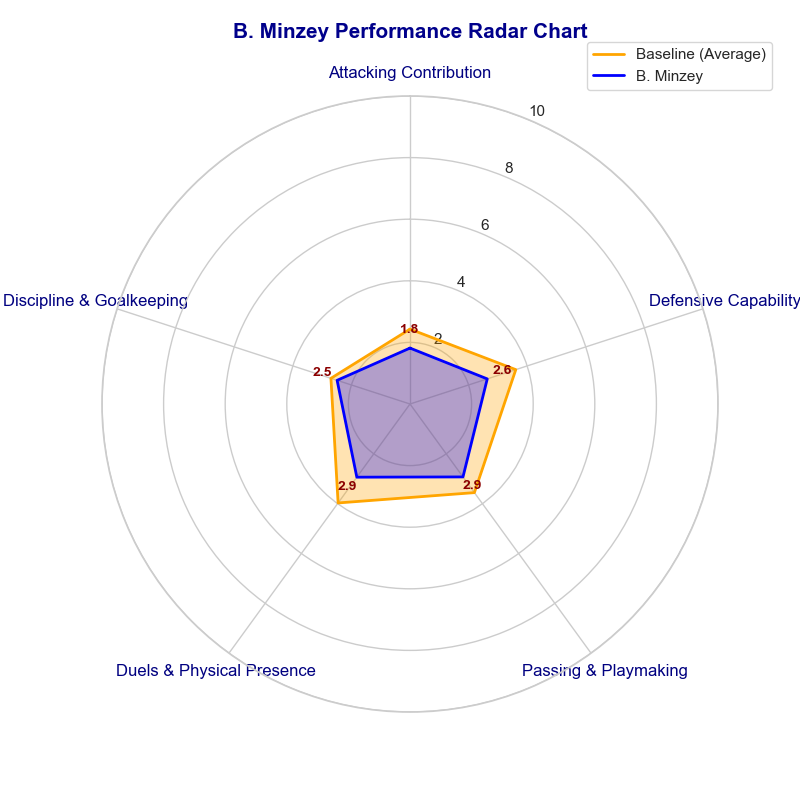 B. Minzey Performance Radar Chart
Baseline (Average)
B. Minzey
Attacking Contribution
10
8
6
4
2
Discipline & Goalkeeping
Defensive Capability
1.8
2.5
2.6
2.9
2.9
Duels & Physical Presence
Passing & Playmaking